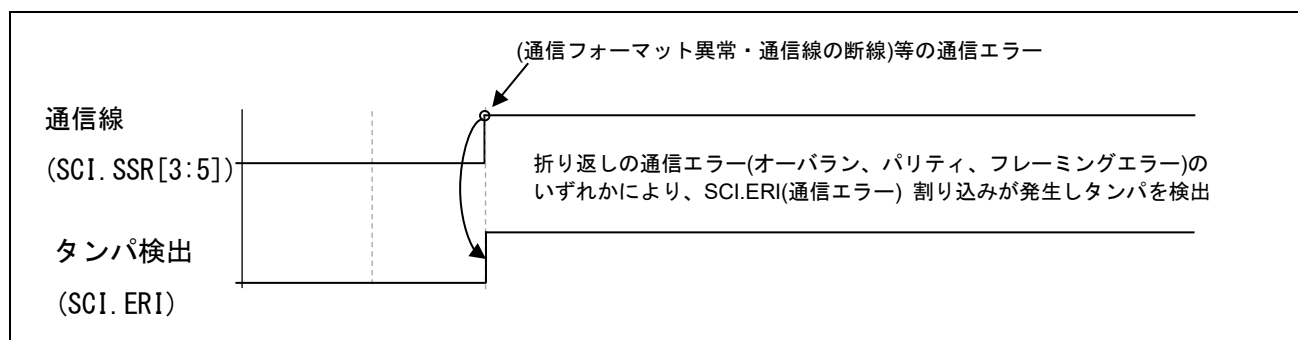 (通信フォーマット異常・通信線の断線)等の通信エラー
通信線
(SCI.SSR[3:5])
折り返しの通信エラー(オーバラン、パリティ、フレーミングエラー)の
いずれかにより、SCI.ERI(通信エラー) 割り込みが発生しタンパを検出
タンパ検出
(SCI.ERI)